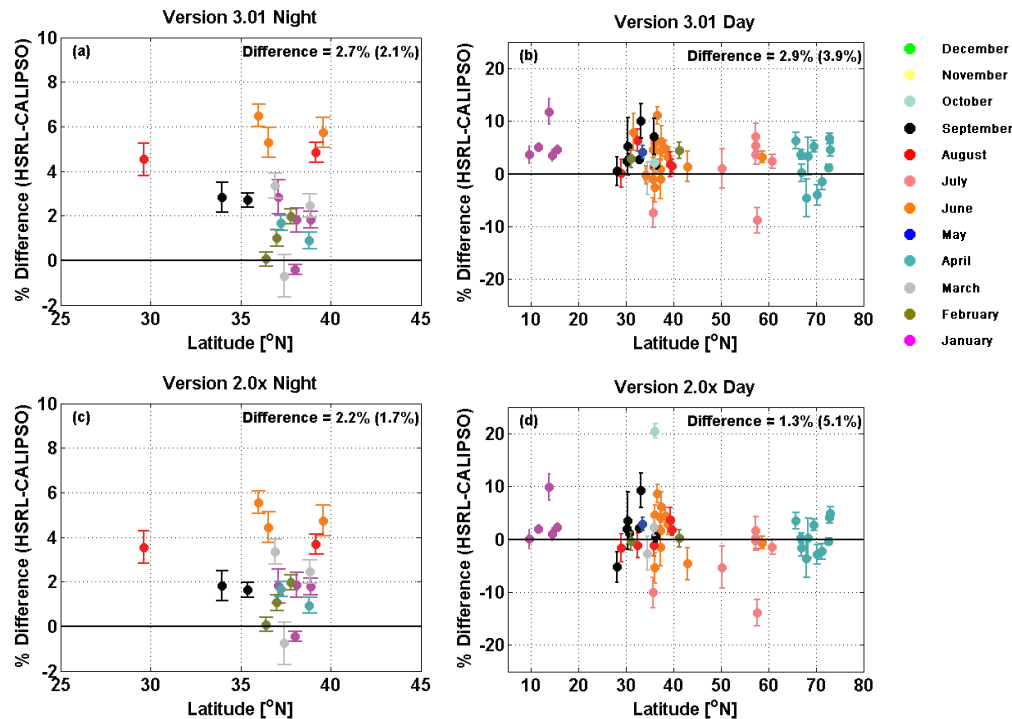 Version 3.01 Night
(a)
Difference = 2.7% (2.1%)
% Difference (HSRL-CALIPSO)
10
8
6
4
2
0
-2
25 30 35 40 45
Latitude [°N]
Version 3.01 Day
(b)
Difference = 2.9% (3.9%)
% Difference (HSRL-CALIPSO)
20
10
0
-10
-20
10 20 30 40 50 60 70 80
Latitude [°N]
December
November
October
September
August
July
June
May
April
March
February
January
Version 2.0x Night
(c)
Difference = 2.2% (1.7%)
% Difference (HSRL-CALIPSO)
10
8
6
4
2
0
-2
25 30 35 40 45
Latitude [°N]
Version 2.0x Day
(d)
Difference = 1.3% (5.1%)
% Difference (HSRL-CALIPSO)
20
10
0
-10
-20
10 20 30 40 50 60 70 80
Latitude [°N]